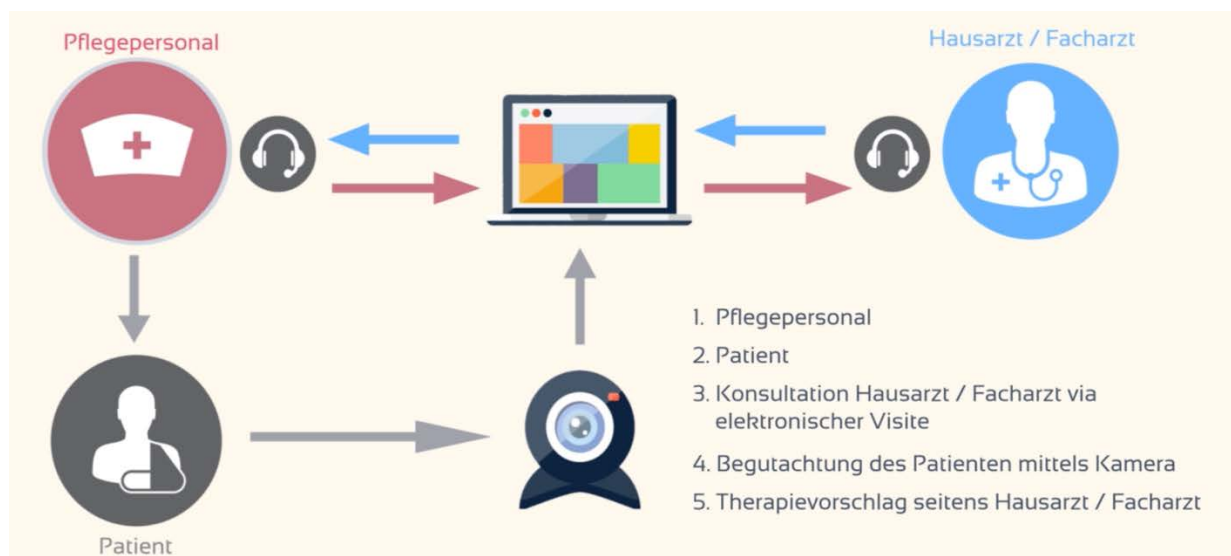 Pflegepersonal
Hausarzt / Facharzt
1. Pflegepersonal
2. Patient
3. Konsultation Hausarzt / Facharzt via
elektronischer Visite
4. Begutachtung des Patienten mittels Kamera
5. Therapievorschlag seitens Hausarzt / Facharzt
Patient